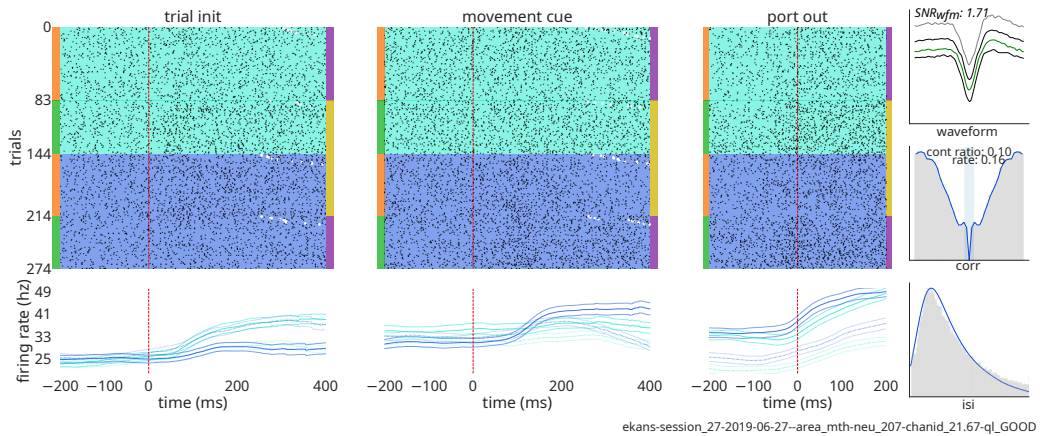 trial init
movement cue
port out
SNRwfm: 1.71
trials
0
83
144
214
274
waveform
cont ratio: 0.10
rate: 0.16
corr
firing rate (hz)
49
41
33
25
−200 −100 0 200 400
−200 −100 0 200 400
−200 −100 0 100 200
time (ms)
time (ms)
time (ms)
isi
ekans-session_27-2019-06-27--area_mth-neu_207-chanid_21.67-ql_GOOD